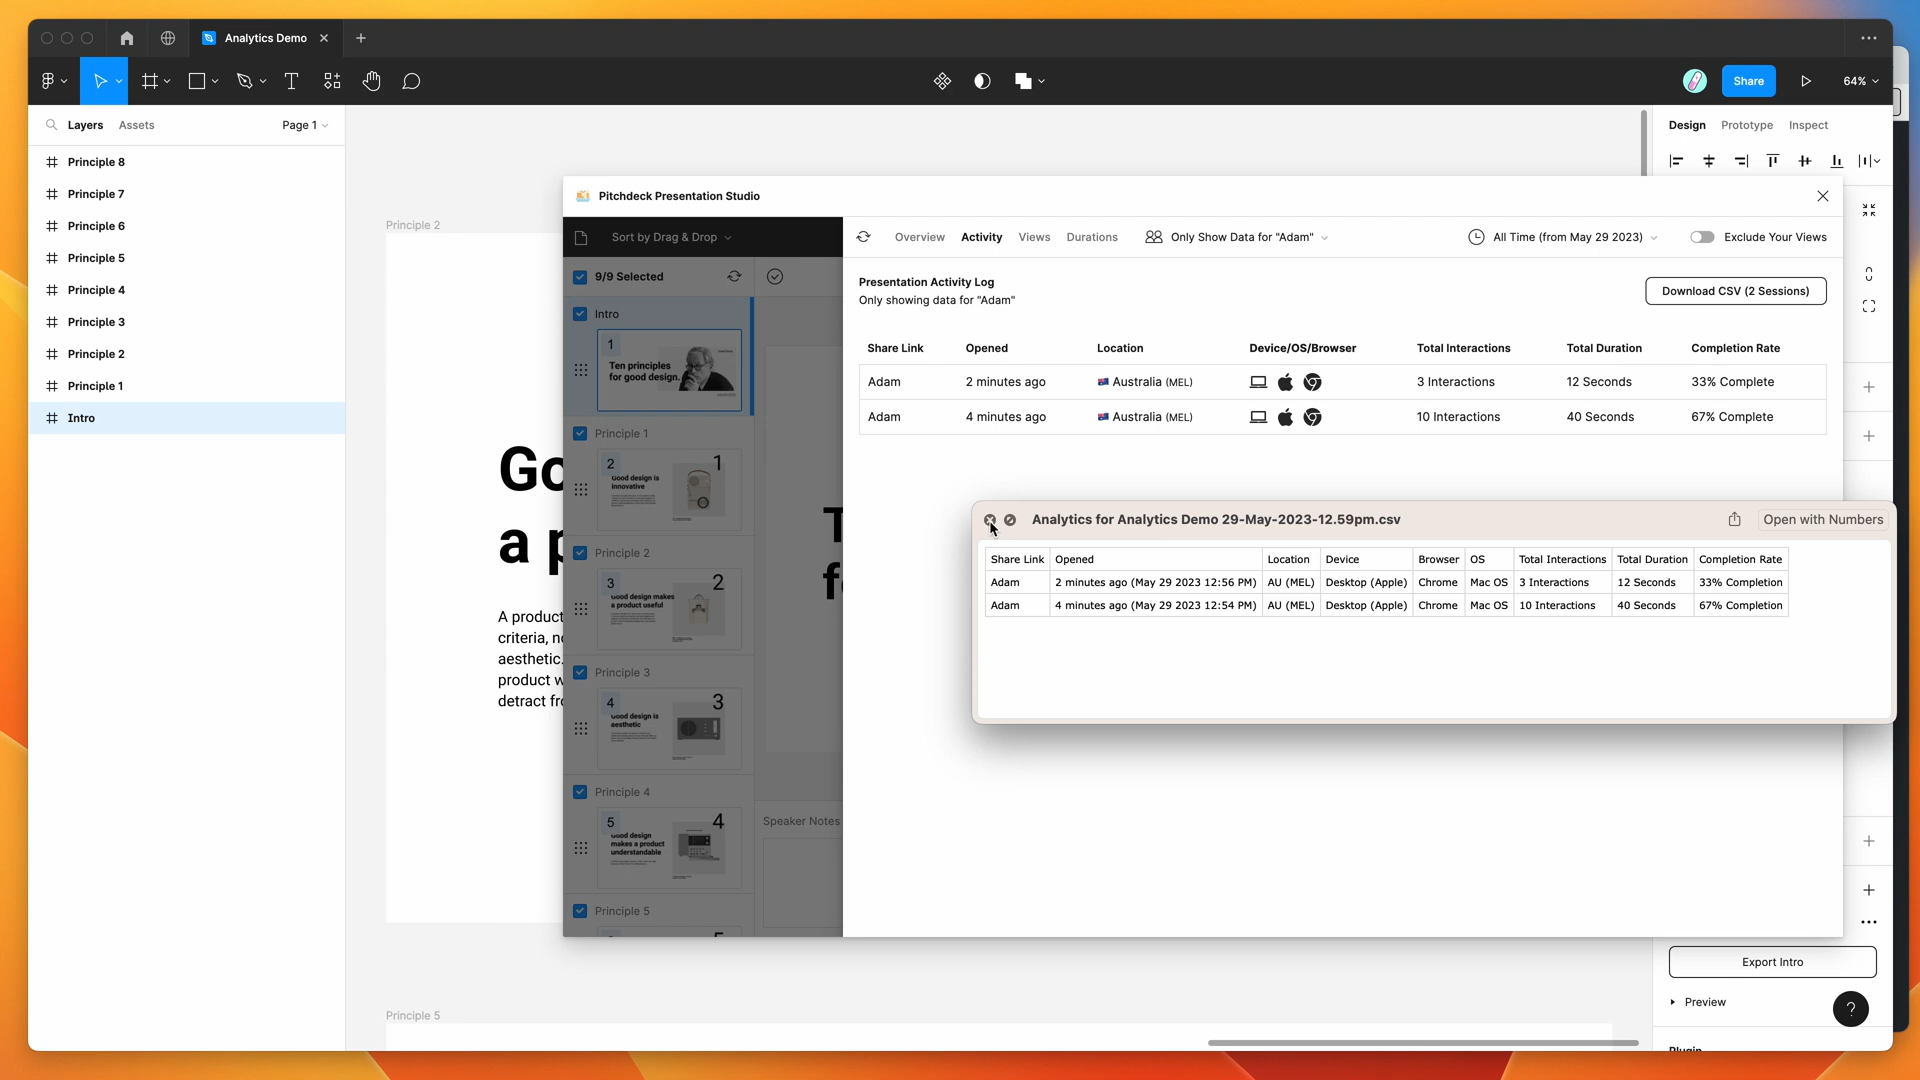 Analytics Demo
64%
Share
Layers
Assets
Page 1
Principle 8
Principle 7
Principle 6
Principle 5
Principle 4
Principle 3
Principle 2
Principle 1
Intro
Principle 2
Go
a p
A product
criteria, n
aesthetic.
product w
detract fr
Principle 5
Pitchdeck Presentation Studio
Sort by Drag & Drop
9/9 Selected
Intro
1
Ten principles
for good design.
Principle 1
2
1
Good design is
innovative
Principle 2
3
2
Good design makes
a product useful
Principle 3
4
3
Good design is
aesthetic
Principle 4
5
4
Good design
makes a product
understandable
Principle 5
5
T
f
Speaker Notes
Overview
Activity
Views
Durations
Only Show Data for "Adam"
All Time (from May 29 2023)
Exclude Your Views
Presentation Activity Log
Only showing data for "Adam"
Download CSV (2 Sessions)
Share Link Opened Location Device/OS/Browser Total Interactions Total Duration Completion Rate
Adam 2 minutes ago Australia (MEL) 3 Interactions 12 Seconds 33% Complete
Adam 4 minutes ago Australia (MEL) 10 Interactions 40 Seconds 67% Complete
Analytics for Analytics Demo 29-May-2023-12.59pm.csv
Open with Numbers
Share Link Opened Location Device Browser OS Total Interactions Total Duration Completion Rate
Adam 2 minutes ago (May 29 2023 12:56 PM) AU (MEL) Desktop (Apple) Chrome Mac OS 3 Interactions 12 Seconds 33% Completion
Adam 4 minutes ago (May 29 2023 12:54 PM) AU (MEL) Desktop (Apple) Chrome Mac OS 10 Interactions 40 Seconds 67% Completion
Design
Prototype
Inspect
Export Intro
Preview
?
Plugin